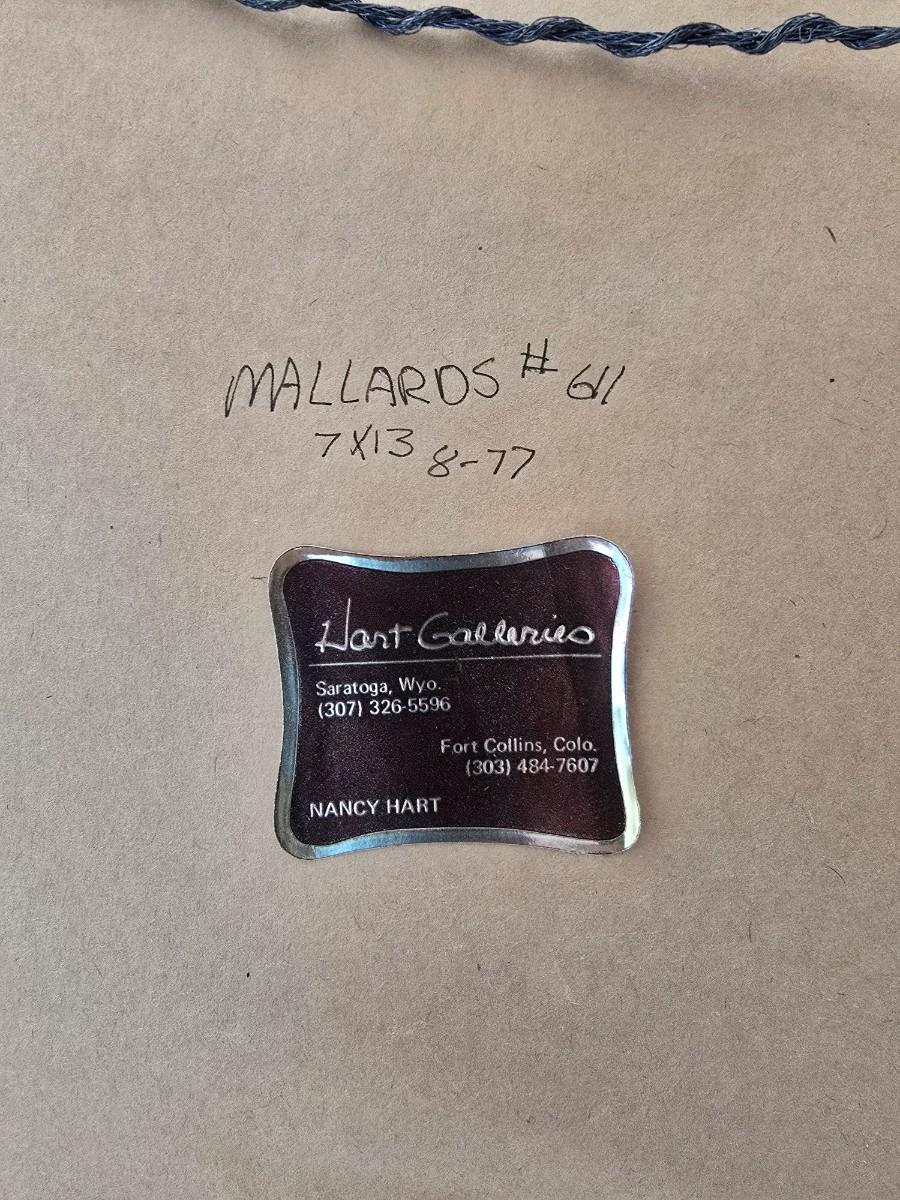 MALLARDS # 611
7X13 8-77
Hart Galleries
Saratoga, Wyo.
(307) 326-5596
Fort Collins, Colo.
(303) 484-7607
NANCY HART